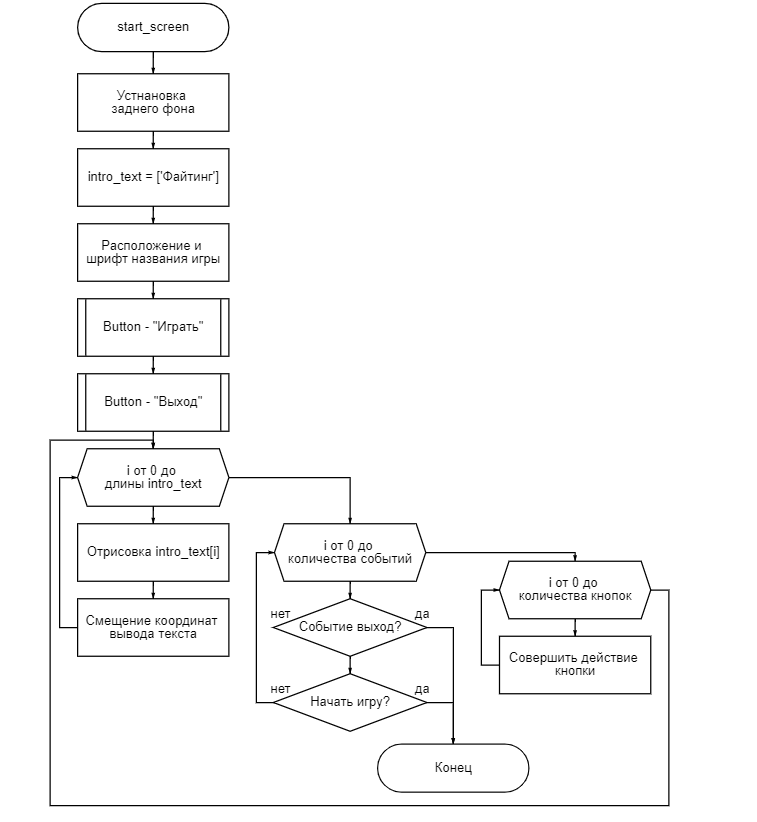 start_screen
Устнановка
заднего фона
intro_text = ['Файтинг']
Расположение и
шрифт названия игры
Button - "Играть"
Button - "Выход"
i от 0 до
длины intro_text
Отрисовка intro_text[i]
Смещение координат
вывода текста
i от 0 до
количества событий
нет
да
Событие выход?
нет
да
Начать игру?
Конец
i от 0 до
количества кнопок
Совершить действие
кнопки